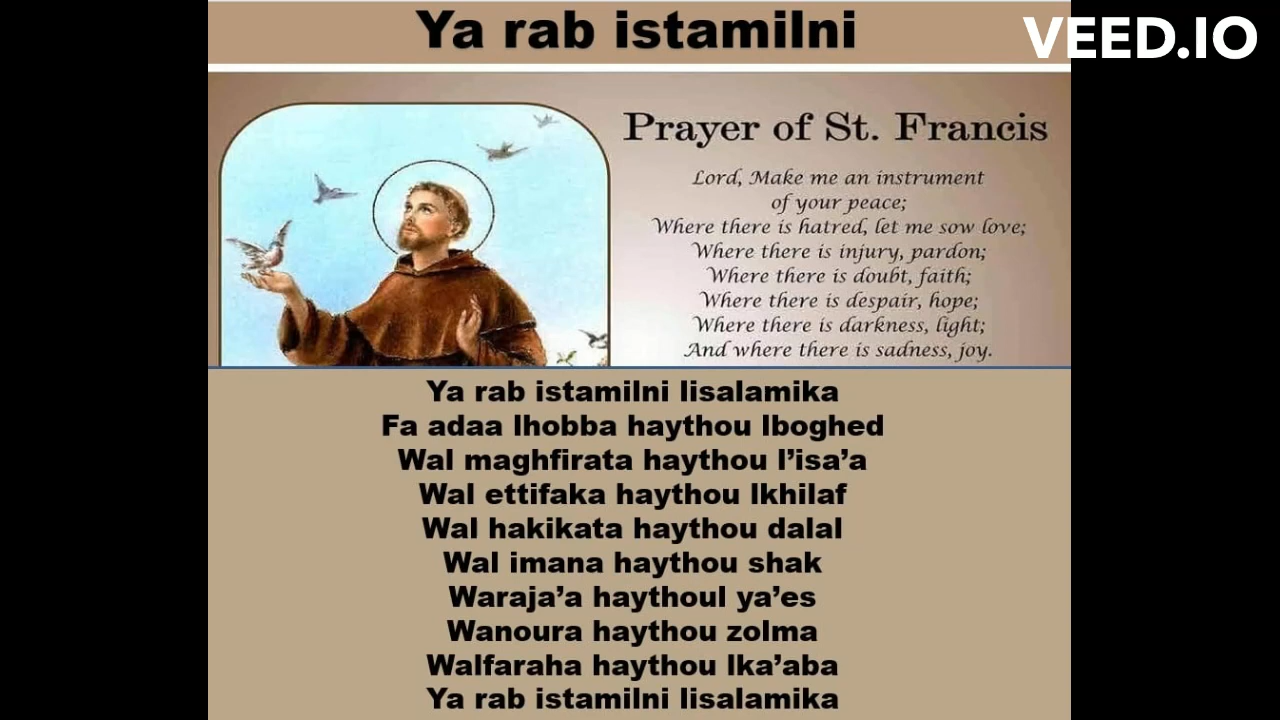 Ya rab istamilni
VEED.IO
Prayer of St. Francis
Lord, Make me an instrument
of your peace;
Where there is hatred, let me sow love;
Where there is injury, pardon;
Where there is doubt, faith;
Where there is despair, hope;
Where there is darkness, light;
And where there is sadness, joy.
Ya rab istamilni lisalamika
Fa adaa lhobba haythou lboghed
Wal maghfirata haythou l’isa’a
Wal ettifaka haythou lkhilaf
Wal hakikata haythou dalal
Wal imana haythou shak
Waraja’a haythoul ya’es
Wanoura haythou zolma
Walfaraha haythou lka’aba
Ya rab istamilni lisalamika